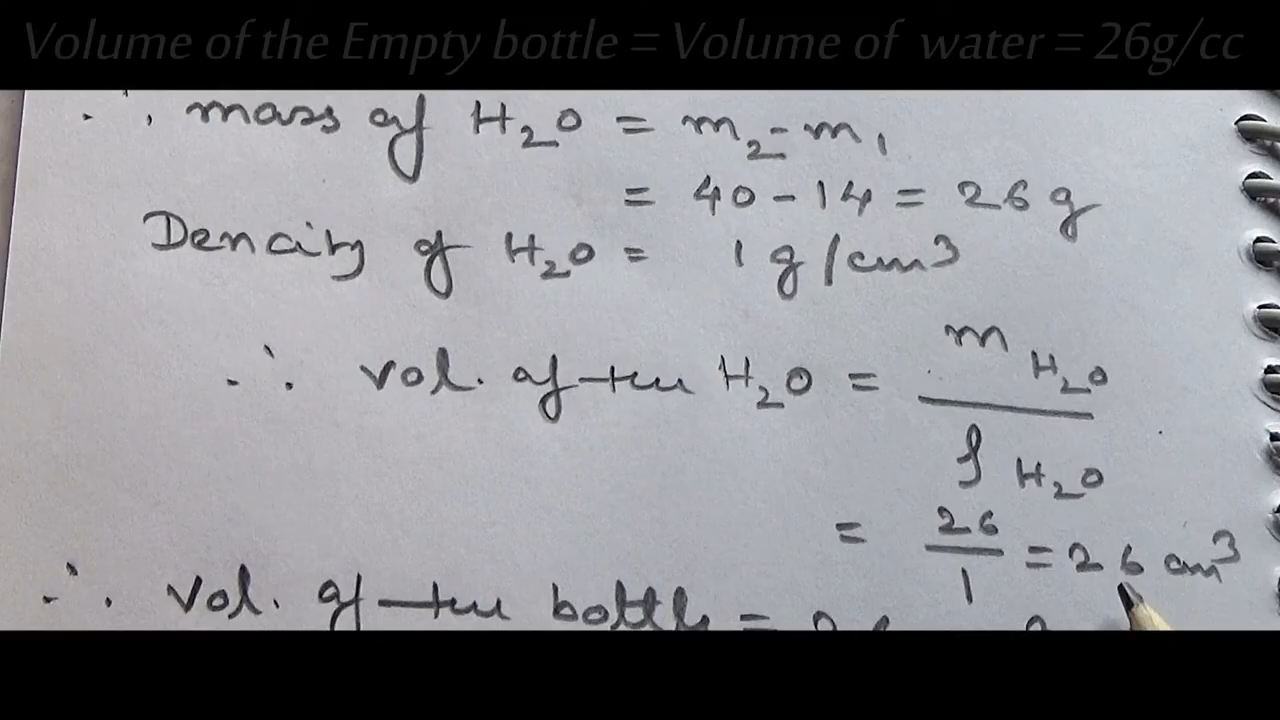 Volume of the Empty bottle = Volume of water = 26g/cc
∴ mass of H₂O = m₂ - m₁
= 40 - 14 = 26 g
Dencity of H₂O = 1 g/cm³
∴ vol. of the H₂O = m H₂O / ρ H₂O
= 26/1 = 26 cm³
∴ vol. of the bottle =